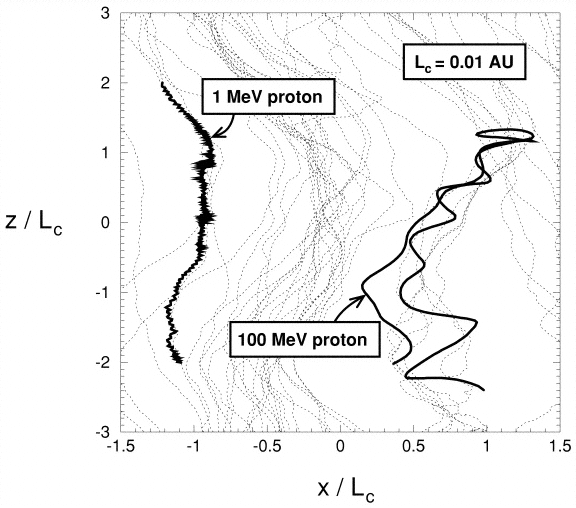 3
L_c = 0.01 AU
2
1 MeV proton
1
z / L_c
0
-1
100 MeV proton
-2
-3
-1.5 -1 -0.5 0 0.5 1 1.5
x / L_c